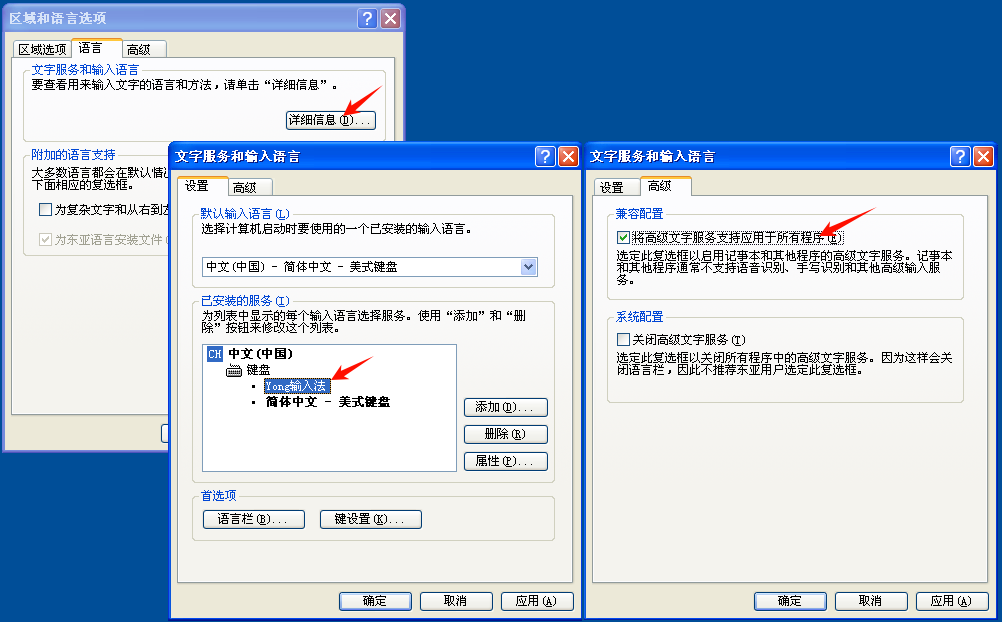 区域和语言选项
区域选项
语言
高级
文字服务和输入语言
要查看用来输入文字的语言和方法，请单击“详细信息”。
详细信息(D)...
附加的语言支持
大多数语言都会在默认情
下面相应的复选框。
为复杂文字和从右到左
为东亚语言安装文件(
文字服务和输入语言
设置
高级
默认输入语言(L)
选择计算机启动时要使用的一个已安装的输入语言。
中文(中国) - 简体中文 - 美式键盘
已安装的服务(I)
为列表中显示的每个输入语言选择服务。使用“添加”和“删
除”按钮来修改这个列表。
CH 中文(中国)
键盘
• Yong输入法
• 简体中文 - 美式键盘
添加(D)...
删除(R)
属性(P)...
首选项
语言栏(B)...
键设置(K)...
确定
取消
应用(A)
文字服务和输入语言
设置
高级
兼容配置
将高级文字服务支持应用于所有程序(E)
选定此复选框以启用记事本和其他程序的高级文字服务。记事本
和其他程序通常不支持语音识别、手写识别和其他高级输入服
务。
系统配置
关闭高级文字服务(T)
选定此复选框以关闭所有程序中的高级文字服务。因为这样会关
闭语言栏，因此不推荐东亚用户选定此复选框。
确定
取消
应用(A)